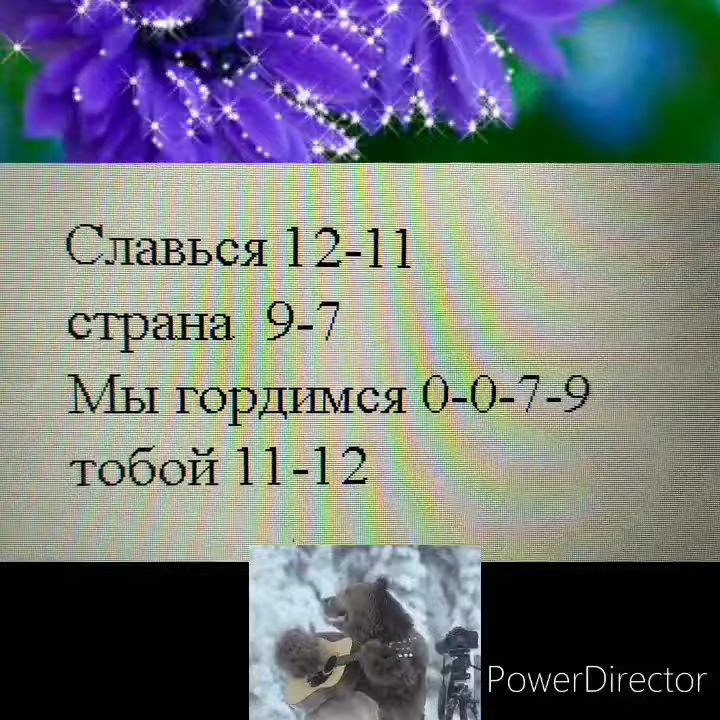 Славься 12-11
страна 9-7
Мы гордимся 0-0-7-9
тобой 11-12
PowerDirector